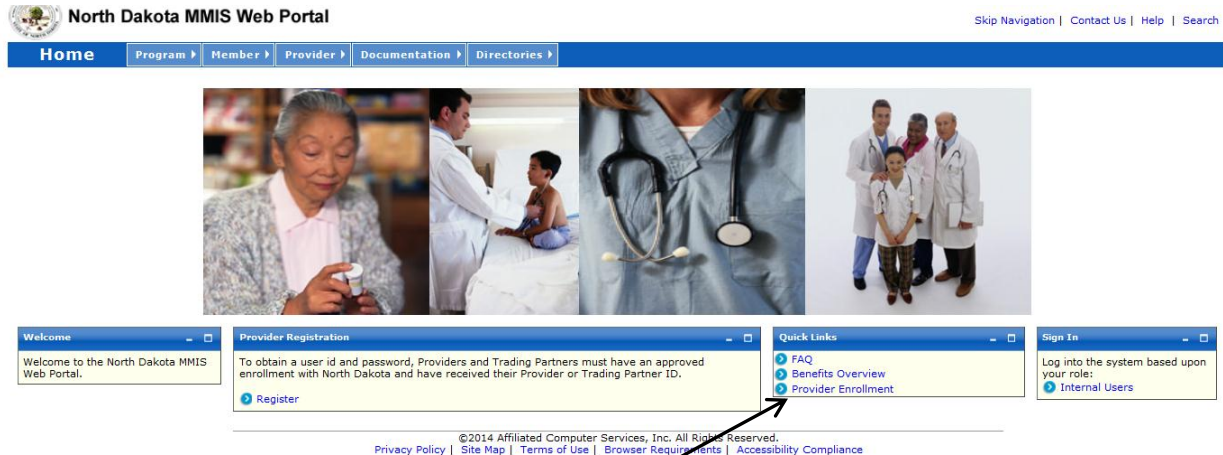 North Dakota MMIS Web Portal
Skip Navigation | Contact Us | Help | Search
Home Program Member Provider Documentation Directories
Welcome
Welcome to the North Dakota MMIS
Web Portal.
Provider Registration
To obtain a user id and password, Providers and Trading Partners must have an approved
enrollment with North Dakota and have received their Provider or Trading Partner ID.
Register
Quick Links
FAQ
Benefits Overview
Provider Enrollment
Sign In
Log into the system based upon
your role:
Internal Users
©2014 Affiliated Computer Services, Inc. All Rights Reserved.
Privacy Policy | Site Map | Terms of Use | Browser Requirements | Accessibility Compliance